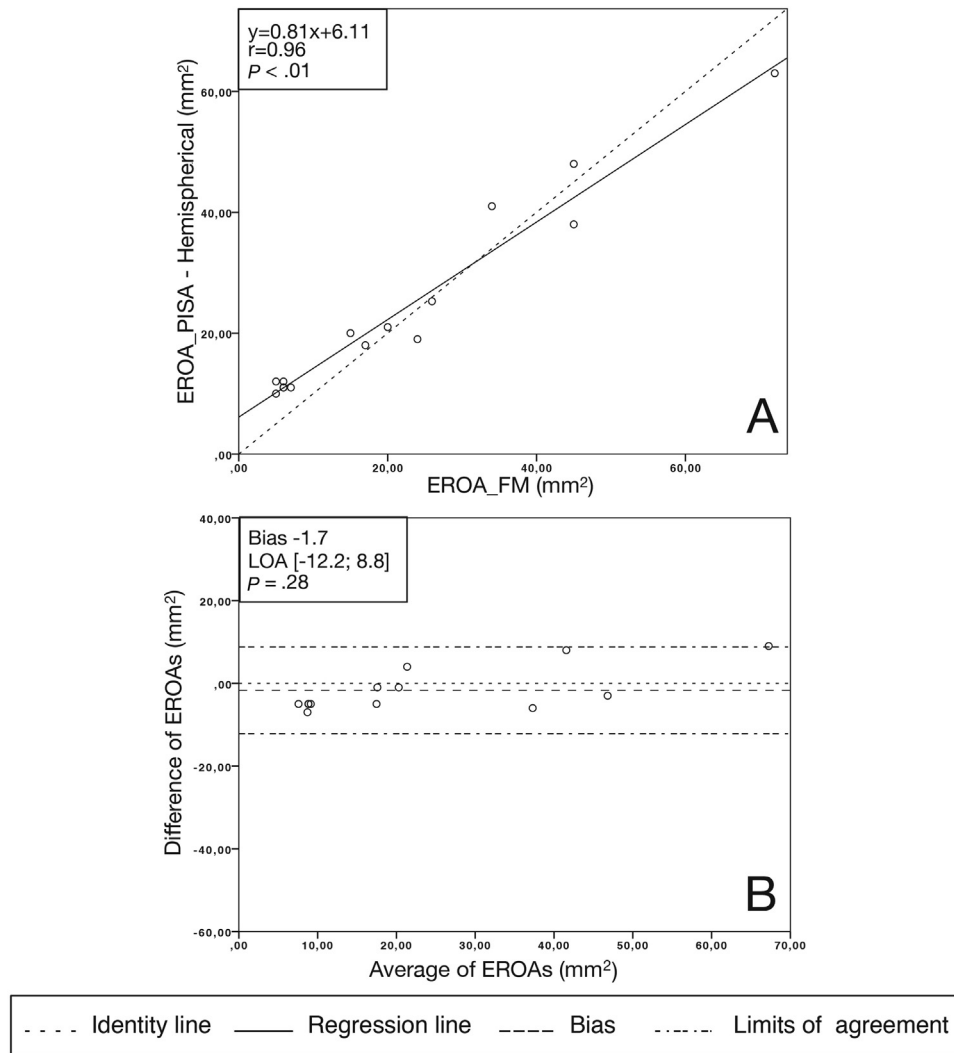 y=0.81x+6.11
r=0.96
P < .01
EROA_PISA - Hemispherical (mm²)
60,00
40,00
20,00
,00
,00 20,00 40,00 60,00
EROA_FM (mm²)
A
Bias -1.7
LOA [-12.2; 8.8]
P = .28
Difference of EROAs (mm²)
40,00
20,00
,00
-20,00
-40,00
-60,00
,00 10,00 20,00 30,00 40,00 50,00 60,00 70,00
Average of EROAs (mm²)
B
Identity line Regression line Bias Limits of agreement